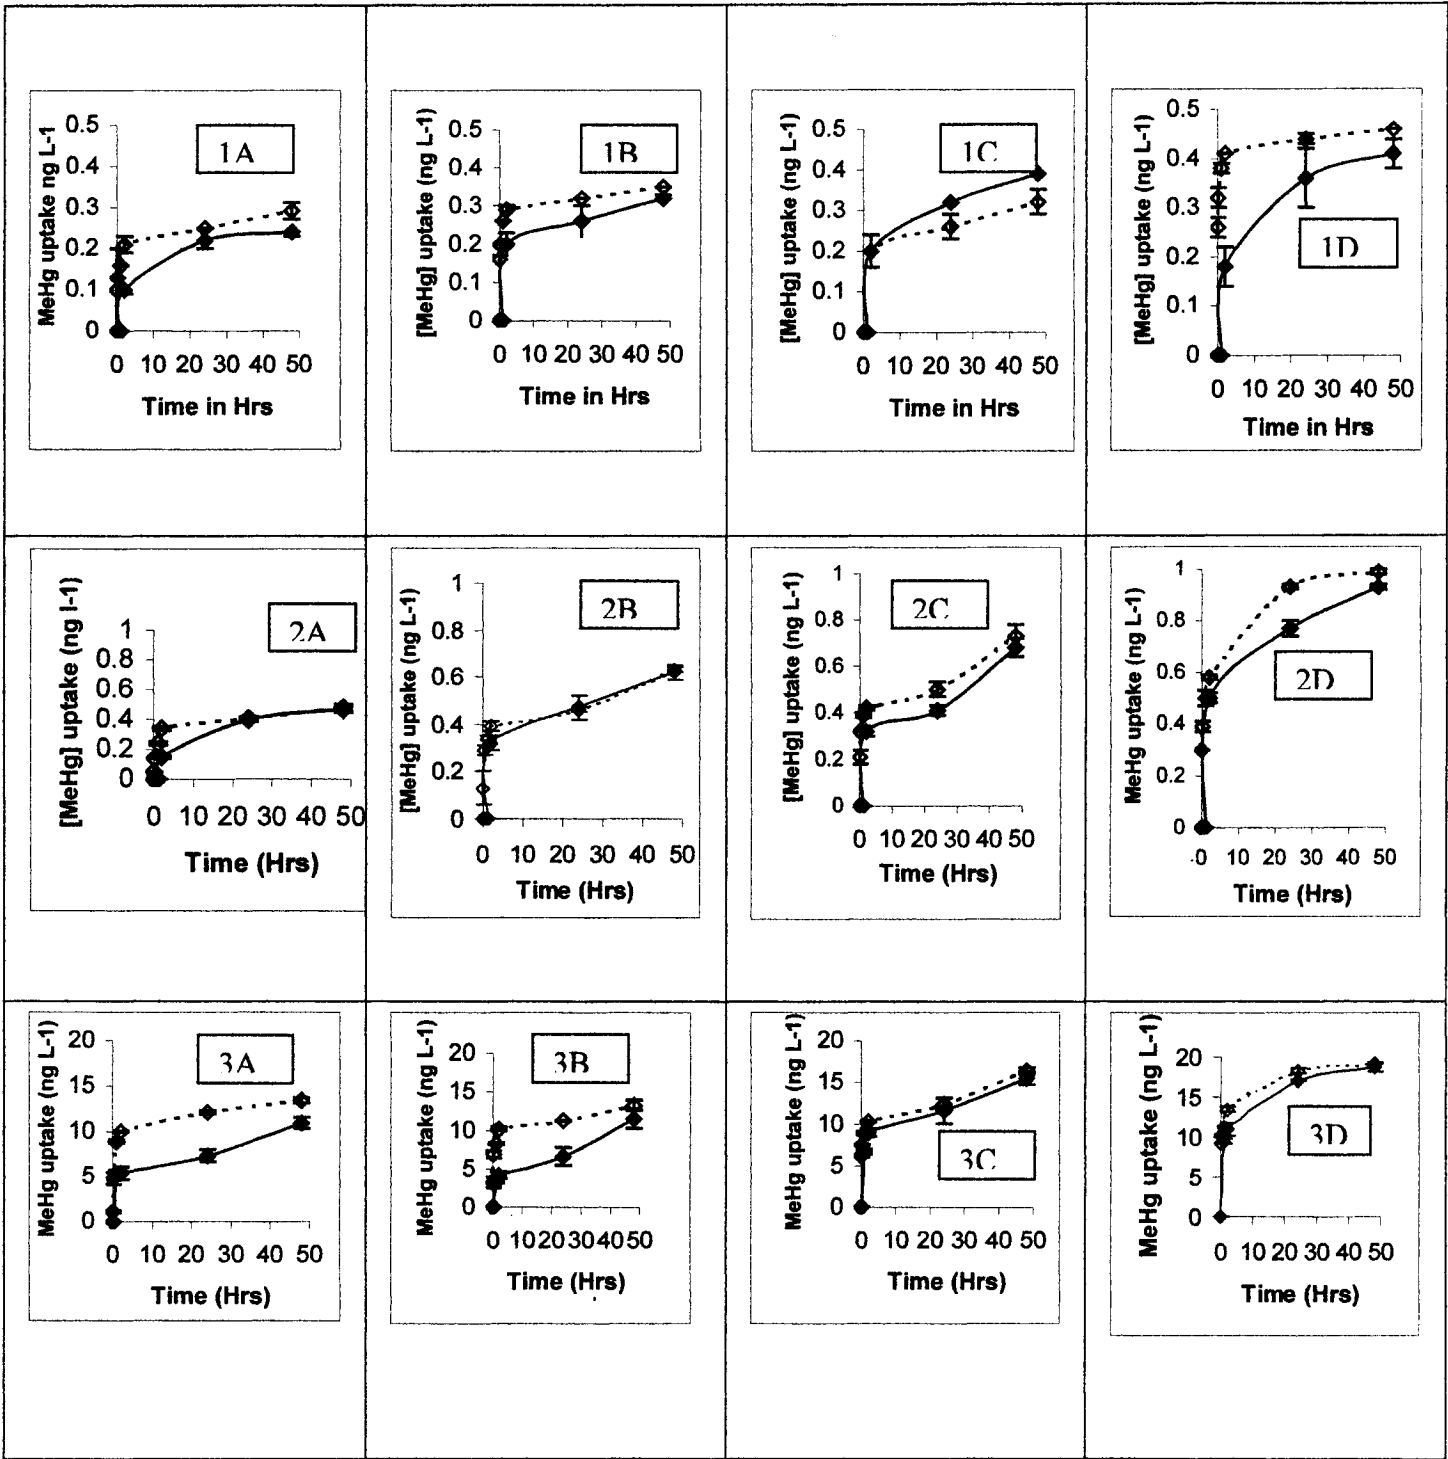 1A
MeHg uptake ng L-1
0.5
0.4
0.3
0.2
0.1
0
0 10 20 30 40 50
Time in Hrs
1B
[MeHg] uptake (ng L-1)
0.5
0.4
0.3
0.2
0.1
0
0 10 20 30 40 50
Time in Hrs
1C
[MeHg] uptake (ng L-1)
0.5
0.4
0.3
0.2
0.1
0
0 10 20 30 40 50
Time in Hrs
1D
[MeHg] uptake (ng L-1)
0.5
0.4
0.3
0.2
0.1
0
0 10 20 30 40 50
Time in Hrs
2A
[MeHg] uptake (ng l-1)
1
0.8
0.6
0.4
0.2
0
0 10 20 30 40 50
Time (Hrs)
2B
[MeHg] uptake (ng L-1)
1
0.8
0.6
0.4
0.2
0
0 10 20 30 40 50
Time (Hrs)
2C
[MeHg] uptake (ng L-1)
1
0.8
0.6
0.4
0.2
0
0 10 20 30 40 50
Time (Hrs)
2D
MeHg uptake (ng L-1)
1
0.8
0.6
0.4
0.2
0
0 10 20 30 40 50
Time (Hrs)
3A
MeHg uptake (ng L-1)
20
15
10
5
0
0 10 20 30 40 50
Time (Hrs)
3B
MeHg uptake (ng L-1)
20
15
10
5
0
0 10 20 30 40 50
Time (Hrs)
3C
MeHg uptake (ng L-1)
20
15
10
5
0
0 10 20 30 40 50
Time (Hrs)
3D
MeHg uptake (ng L-1)
20
15
10
5
0
0 10 20 30 40 50
Time (Hrs)